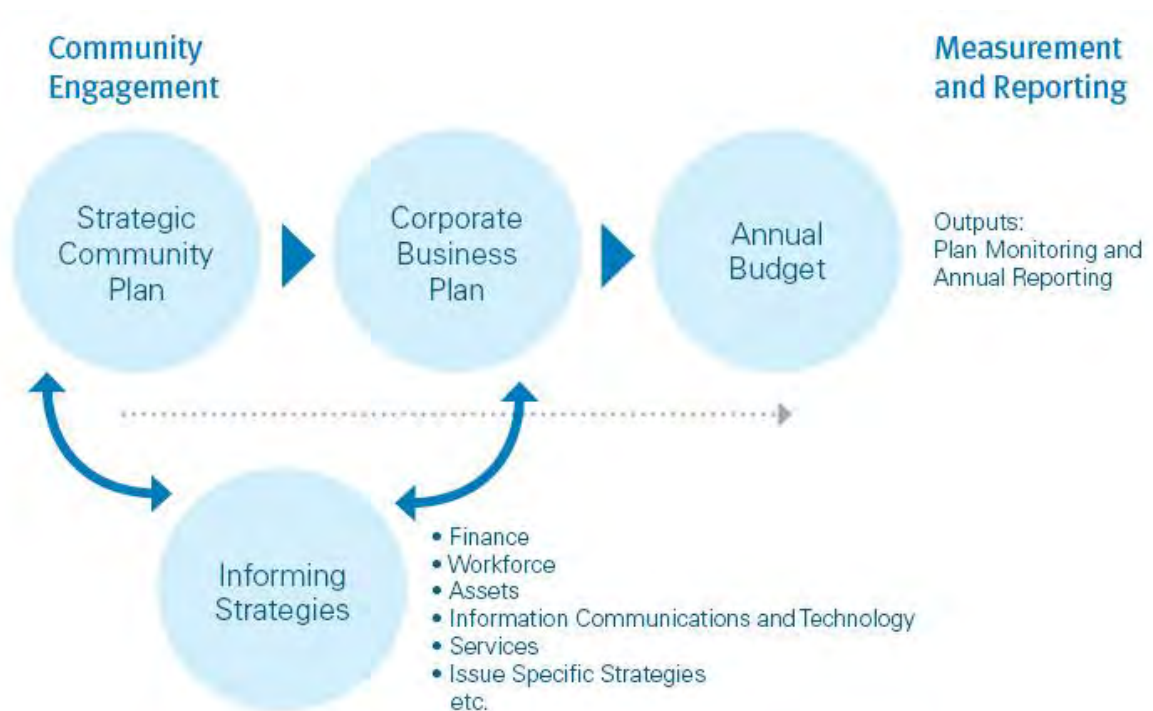 Community
Engagement
Measurement
and Reporting
Strategic
Community
Plan
Corporate
Business
Plan
Annual
Budget
Outputs:
Plan Monitoring and
Annual Reporting
Informing
Strategies
• Finance
• Workforce
• Assets
• Information Communications and Technology
• Services
• Issue Specific Strategies
etc.